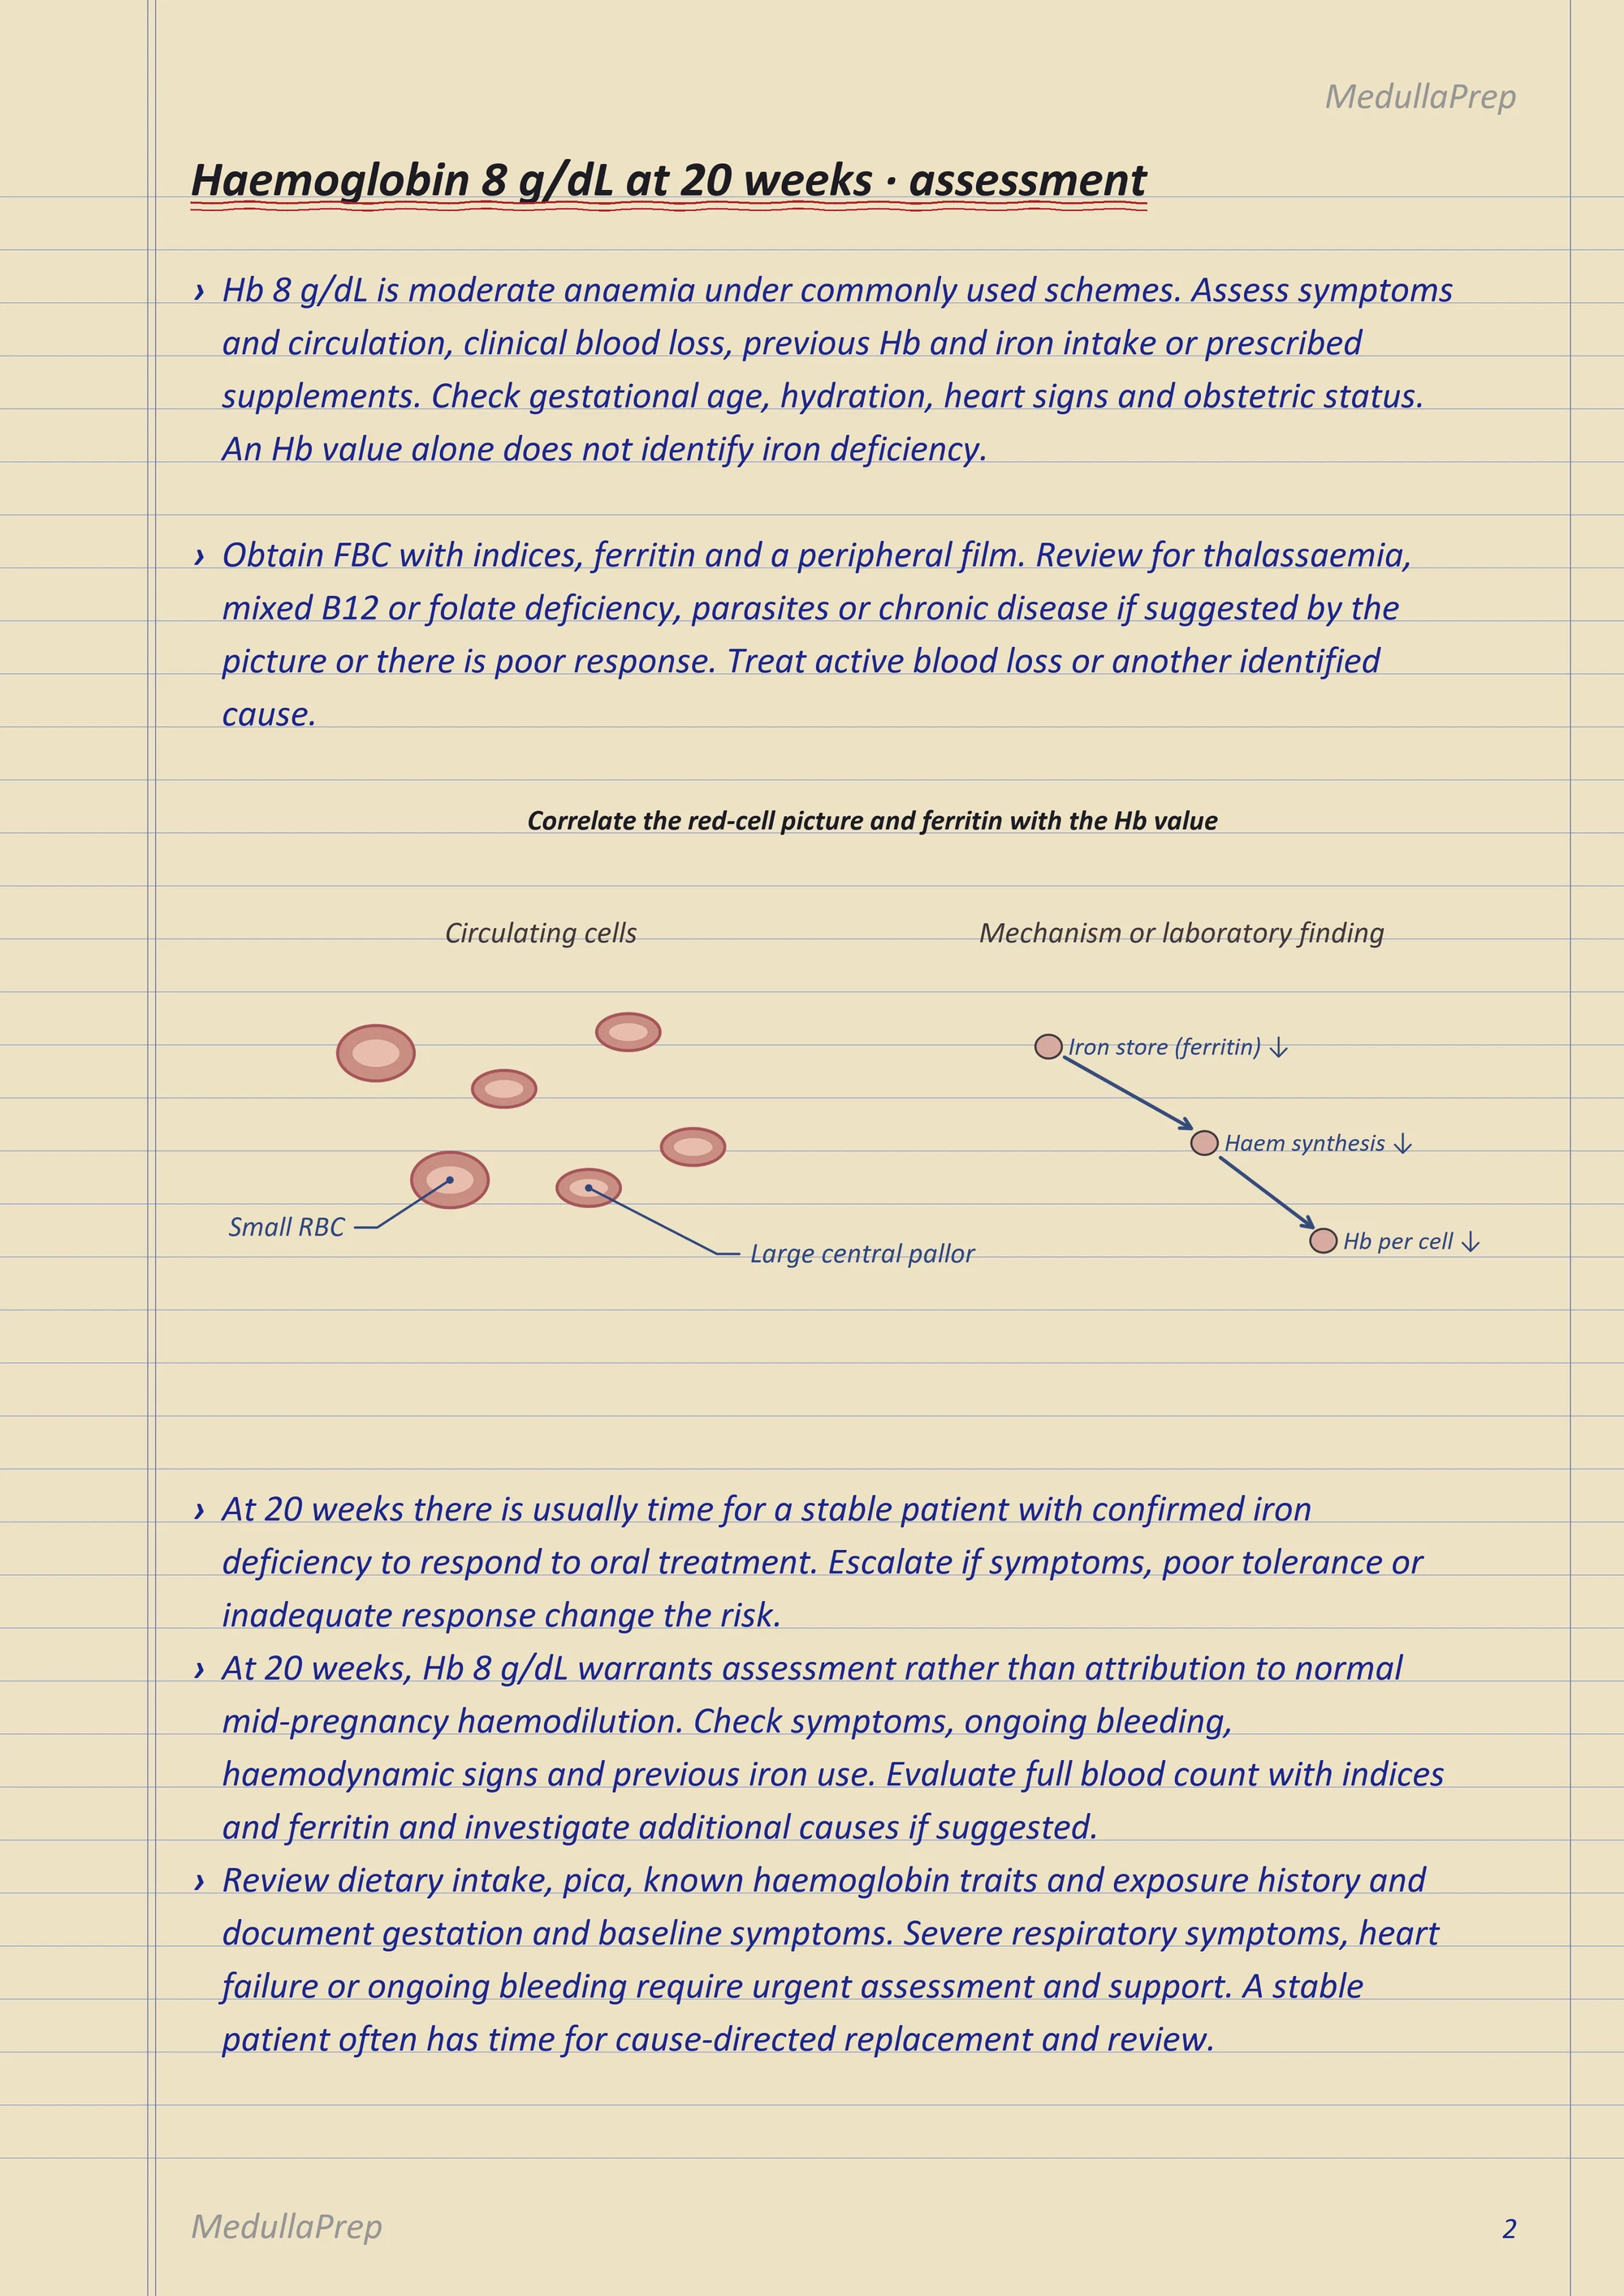 MedullaPrep
Haemoglobin 8 g/dL at 20 weeks · assessment
› Hb 8 g/dL is moderate anaemia under commonly used schemes. Assess symptoms
and circulation, clinical blood loss, previous Hb and iron intake or prescribed
supplements. Check gestational age, hydration, heart signs and obstetric status.
An Hb value alone does not identify iron deficiency.
› Obtain FBC with indices, ferritin and a peripheral film. Review for thalassaemia,
mixed B12 or folate deficiency, parasites or chronic disease if suggested by the
picture or there is poor response. Treat active blood loss or another identified
cause.
Correlate the red-cell picture and ferritin with the Hb value
Circulating cells
Mechanism or laboratory finding
Iron store (ferritin) ↓
Haem synthesis ↓
Small RBC
Hb per cell ↓
Large central pallor
› At 20 weeks there is usually time for a stable patient with confirmed iron
deficiency to respond to oral treatment. Escalate if symptoms, poor tolerance or
inadequate response change the risk.
› At 20 weeks, Hb 8 g/dL warrants assessment rather than attribution to normal
mid-pregnancy haemodilution. Check symptoms, ongoing bleeding,
haemodynamic signs and previous iron use. Evaluate full blood count with indices
and ferritin and investigate additional causes if suggested.
› Review dietary intake, pica, known haemoglobin traits and exposure history and
document gestation and baseline symptoms. Severe respiratory symptoms, heart
failure or ongoing bleeding require urgent assessment and support. A stable
patient often has time for cause-directed replacement and review.
MedullaPrep
2